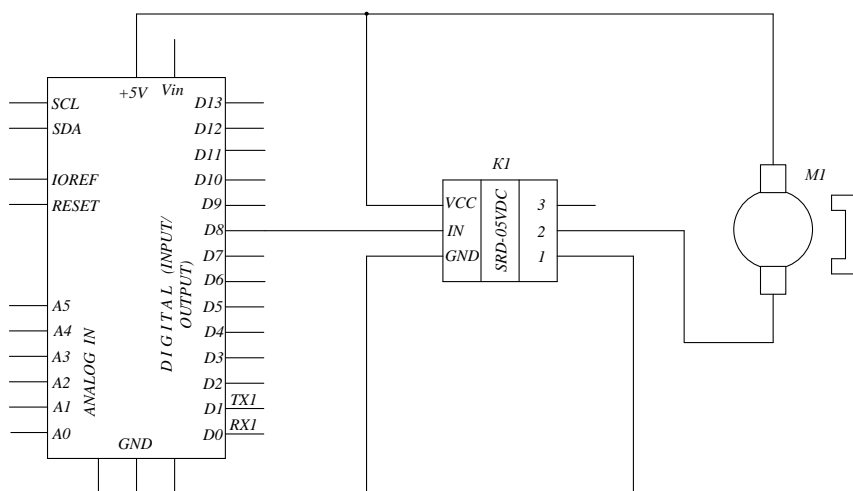 +5V
Vin
SCL
SDA
IOREF
RESET
A5
A4
A3
A2
A1
A0
ANALOG IN
GND
DIGITAL (INPUT/
OUTPUT)
D13
D12
D11
D10
D9
D8
D7
D6
D5
D4
D3
D2
D1
TX1
D0
RX1
K1
VCC
IN
GND
SRD-05VDC
3
2
1
M1